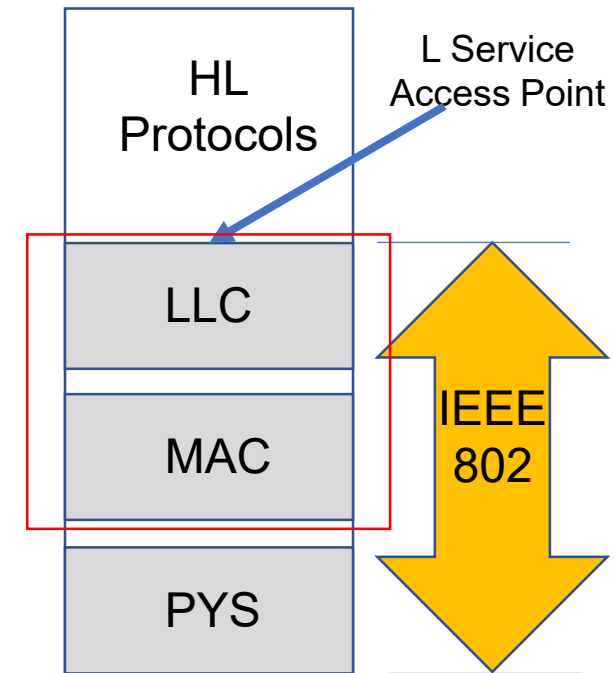 HL
Protocols
L Service
Access Point
LLC
MAC
PYS
IEEE
802